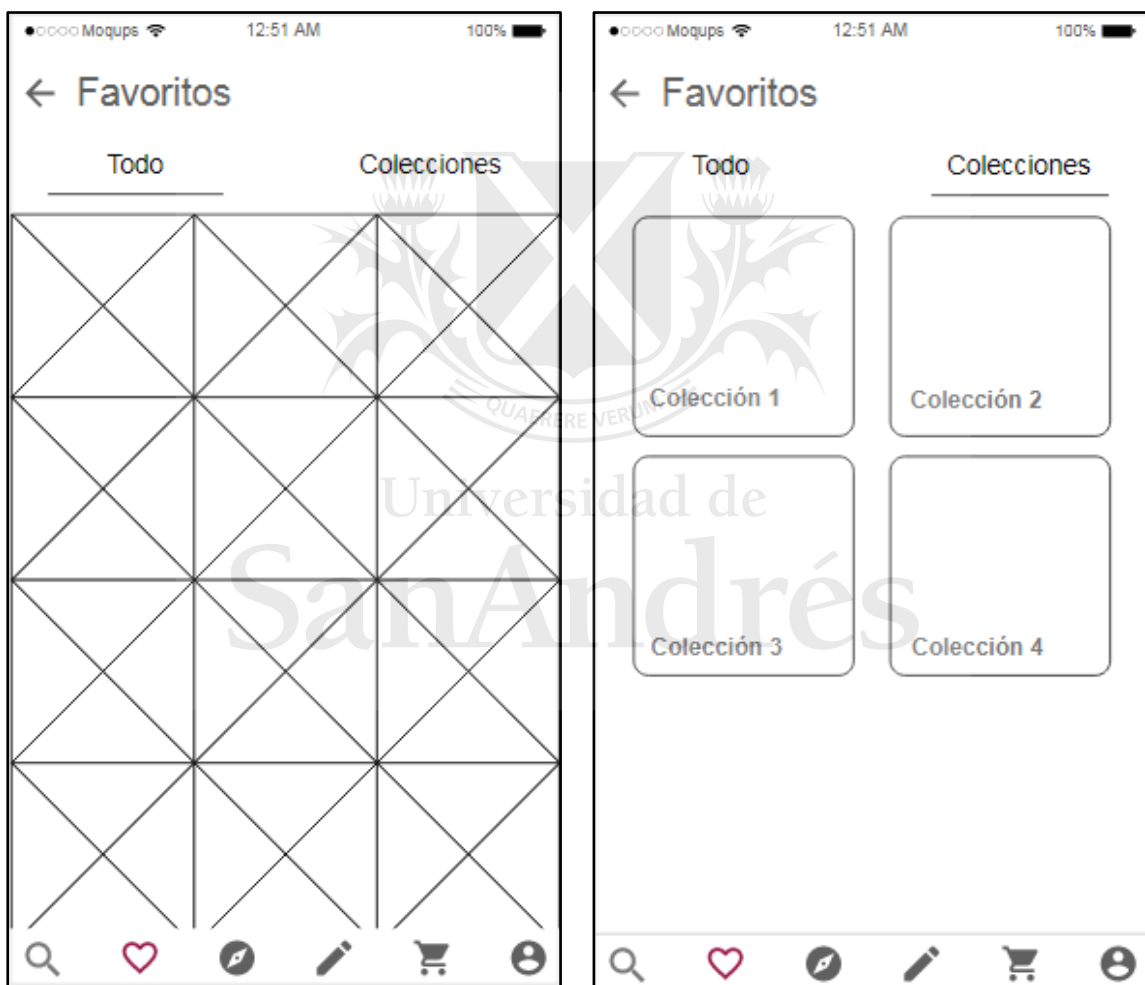 Moqups 12:51 AM 100%
Favoritos
Todo Colecciones
Moqups 12:51 AM 100%
Favoritos
Todo Colecciones
Colección 1 Colección 2
Colección 3 Colección 4
QUAERERE VERUM
Universidad de
SanAndrés